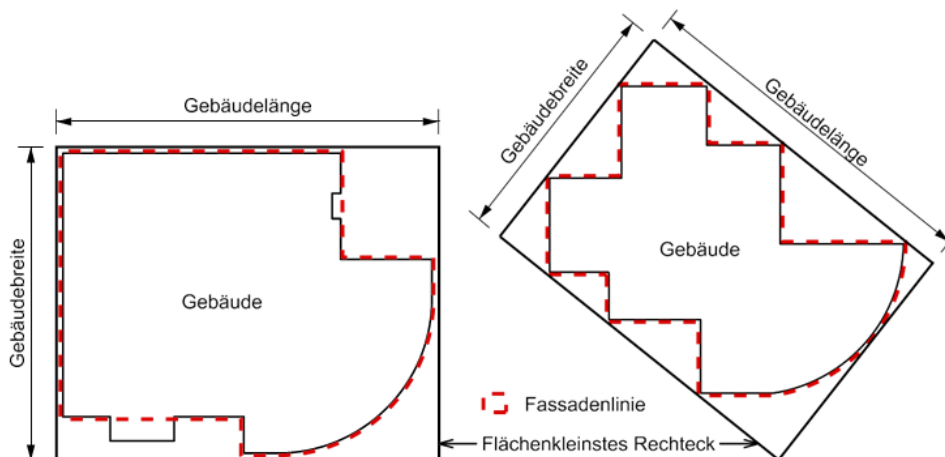 Gebäudelänge
Gebäudebreite
Gebäude
Gebäudebreite
Gebäudelänge
Gebäude
Fassadenlinie
Flächenkleinstes Rechteck